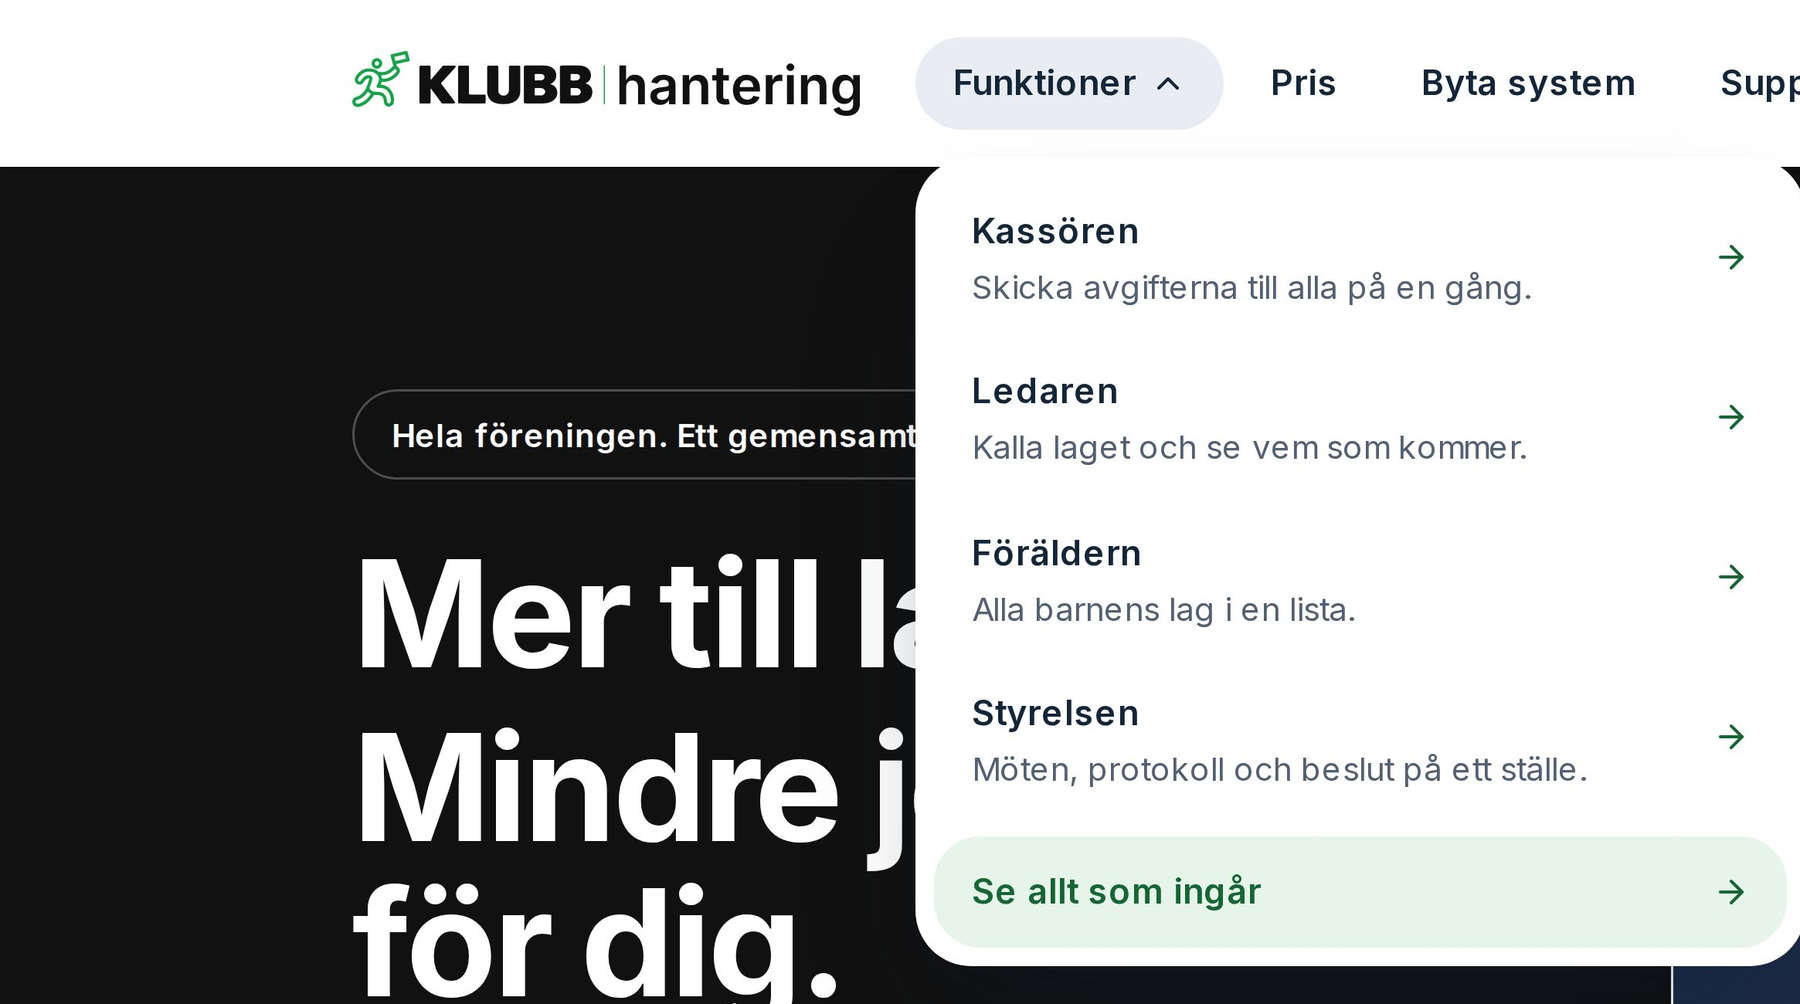 KLUBB hantering
Funktioner
Pris
Byta system
Kassören
Skicka avgifterna till alla på en gång.
Ledaren
Kalla laget och se vem som kommer.
Föräldern
Alla barnens lag i en lista.
Styrelsen
Möten, protokoll och beslut på ett ställe.
Se allt som ingår
Hela föreningen. Ett gemensamt
Mer till
Mindre
för dig.